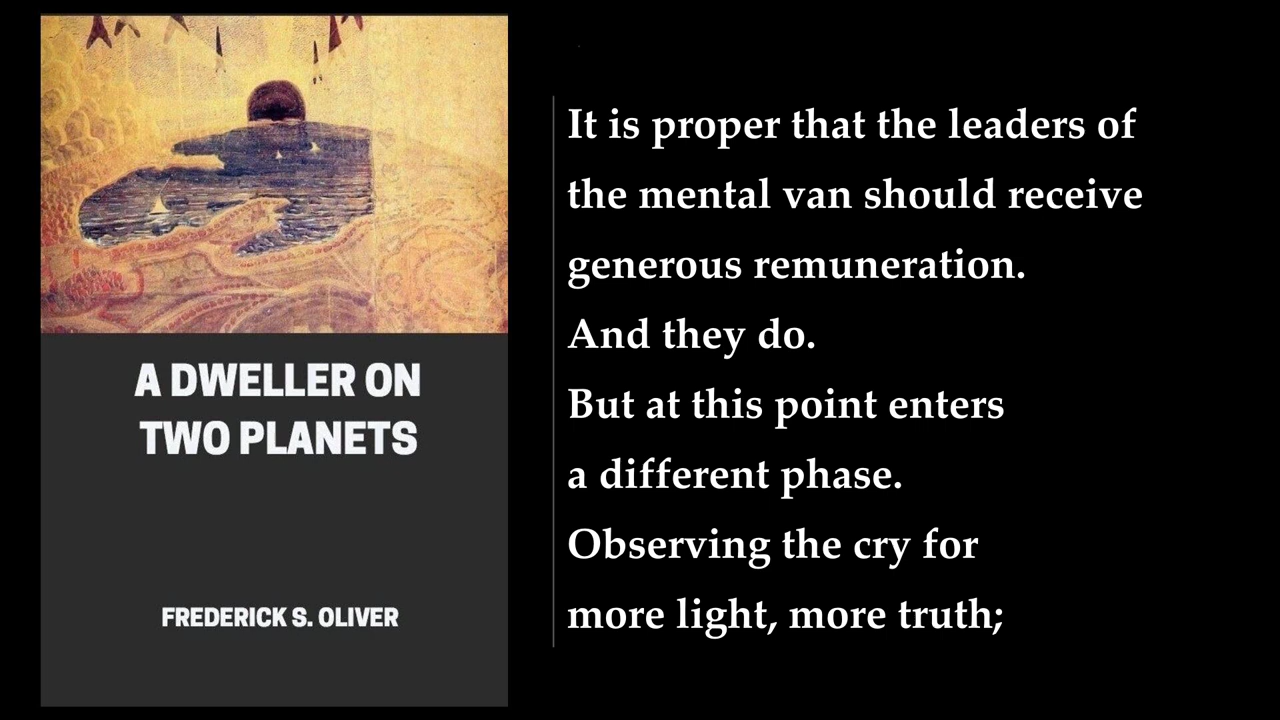 A DWELLER ON
TWO PLANETS
FREDERICK S. OLIVER
It is proper that the leaders of
the mental van should receive
generous remuneration.
And they do.
But at this point enters
a different phase.
Observing the cry for
more light, more truth;